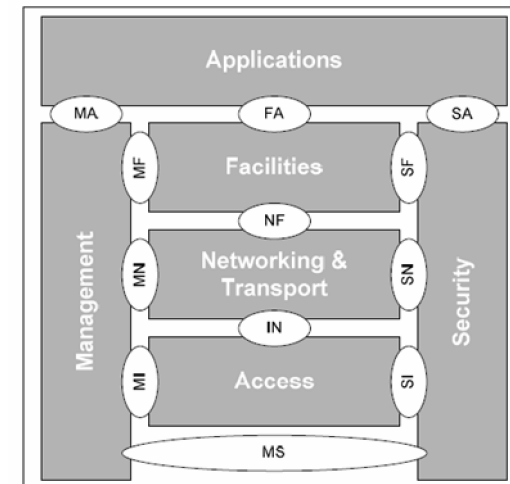 Applications
MA
FA
SA
MF
Facilities
SF
NF
Management
MN
Networking &
Transport
SN
Security
IN
MI
Access
SI
MS